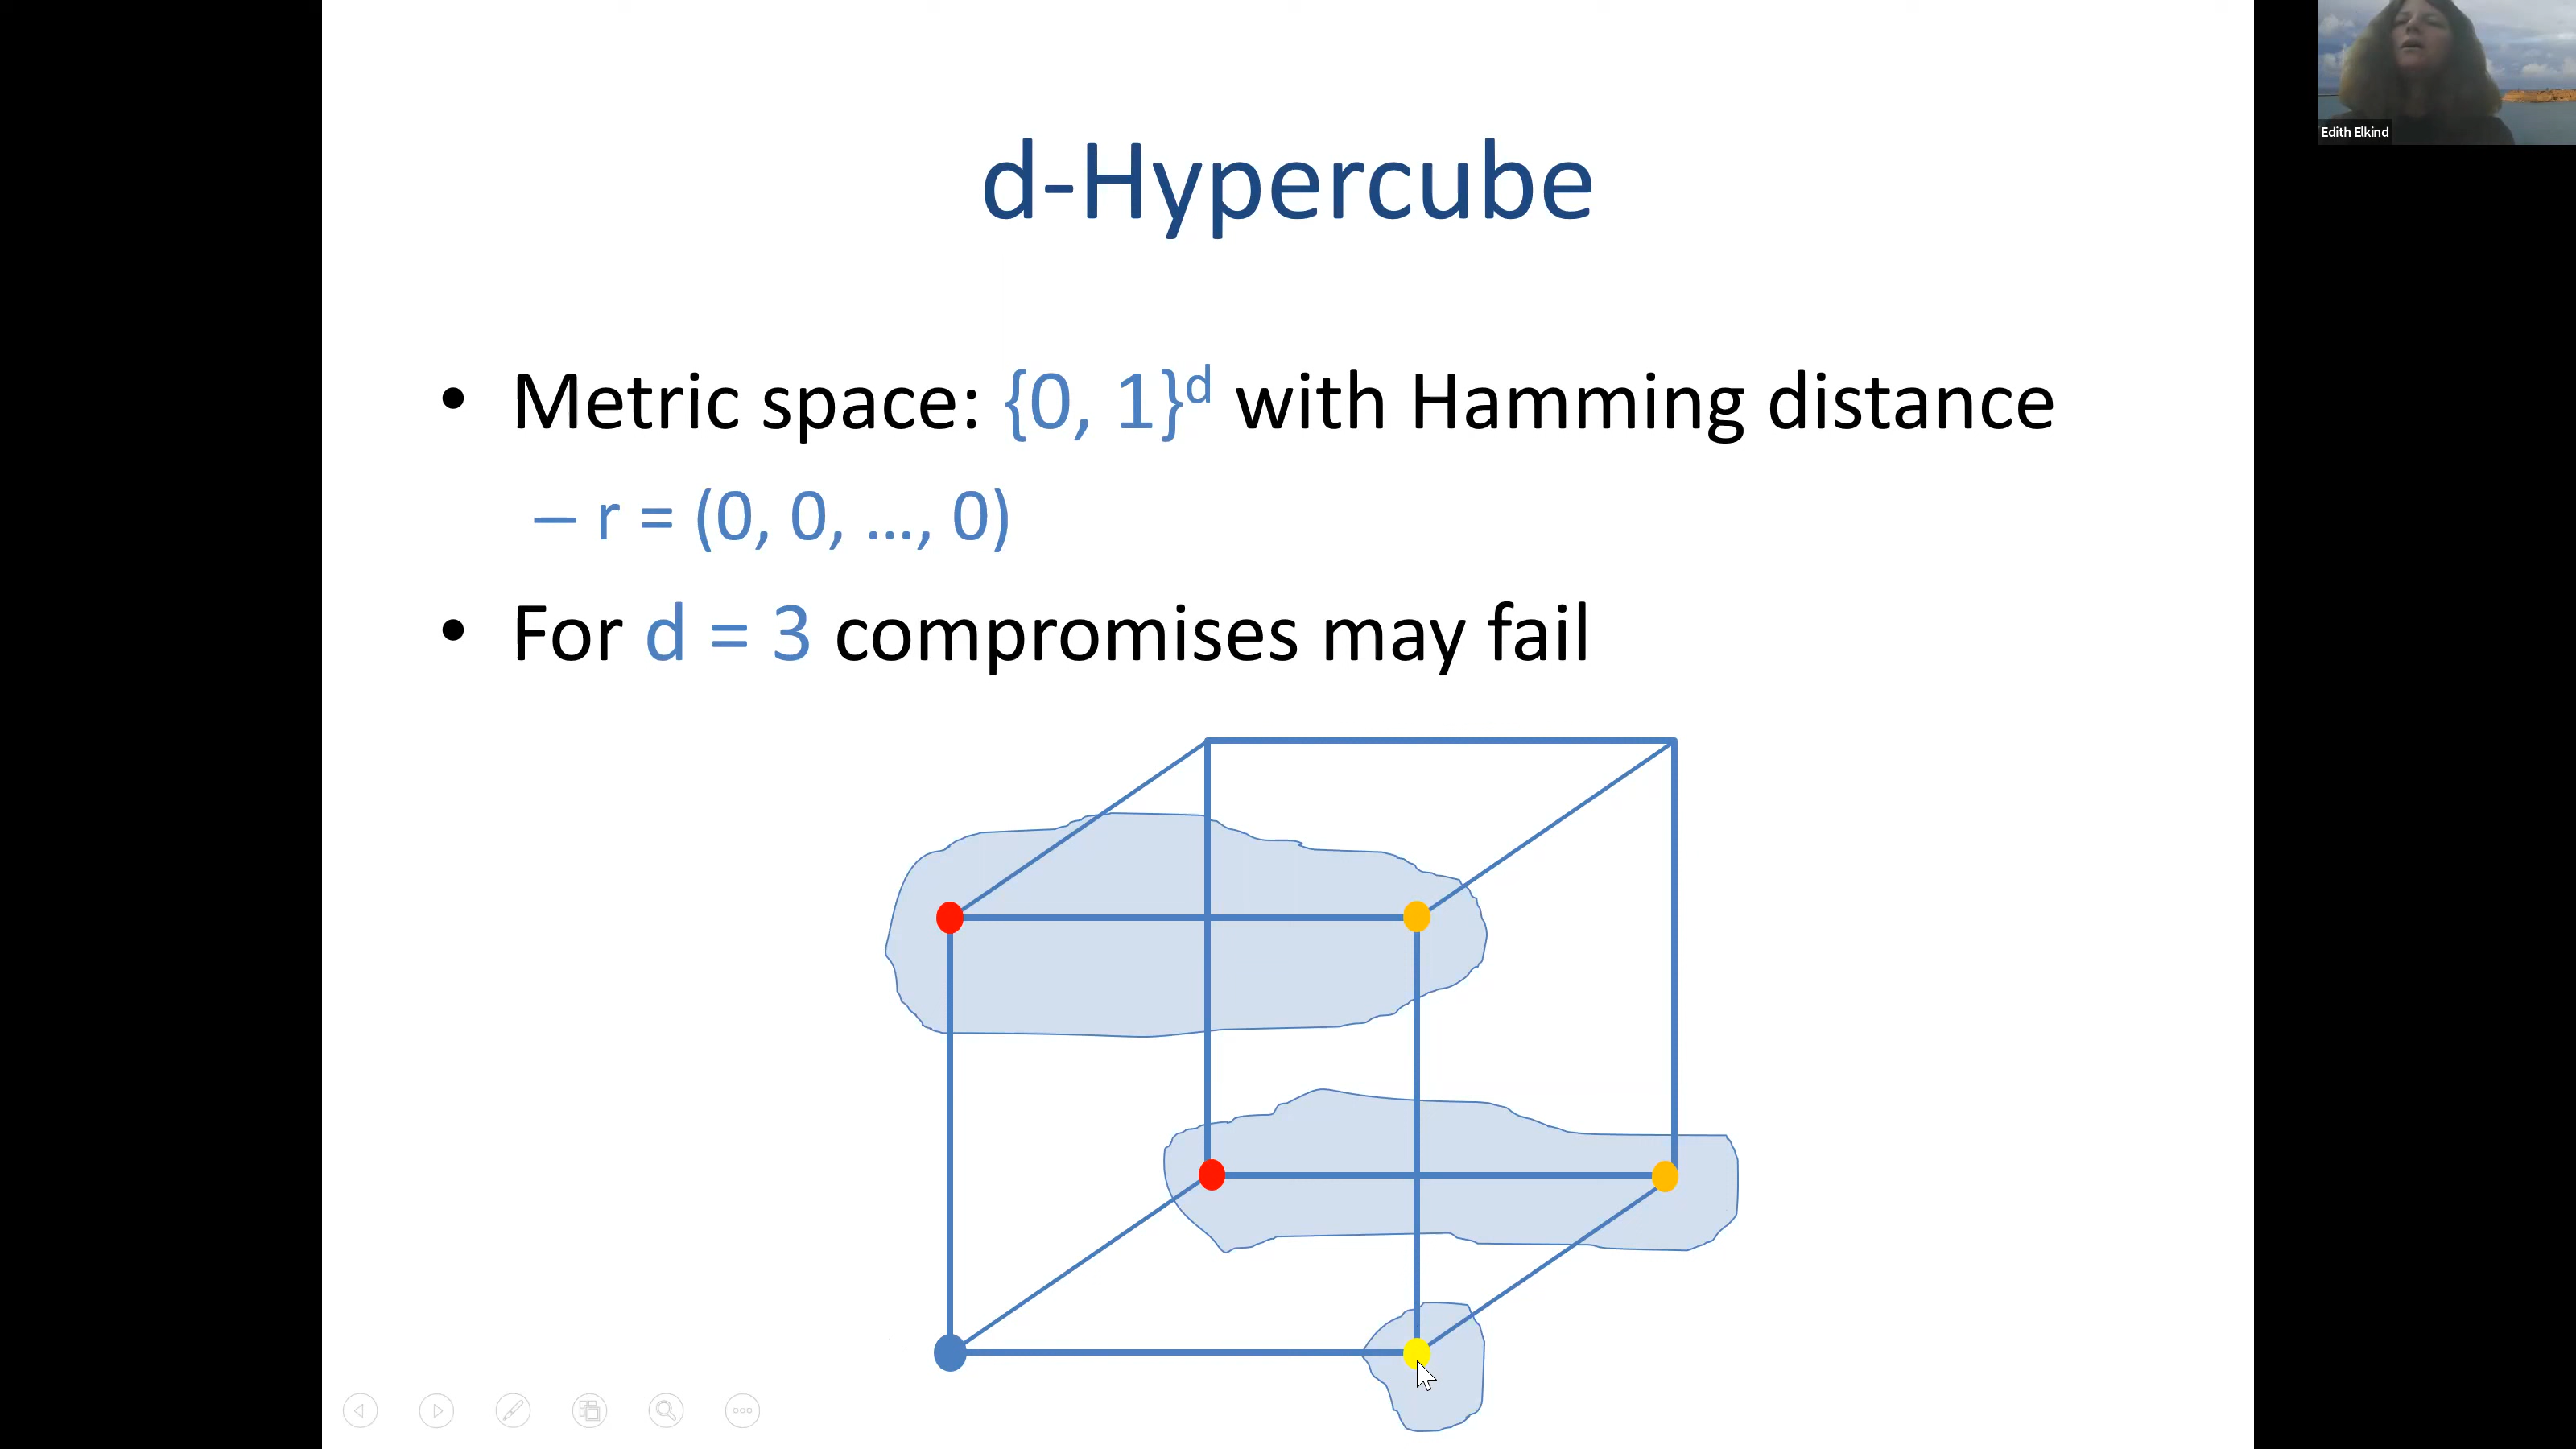 Edith Elkind
d-Hypercube
• Metric space: {0, 1}ᵈ with Hamming distance
– r = (0, 0, ..., 0)
• For d = 3 compromises may fail